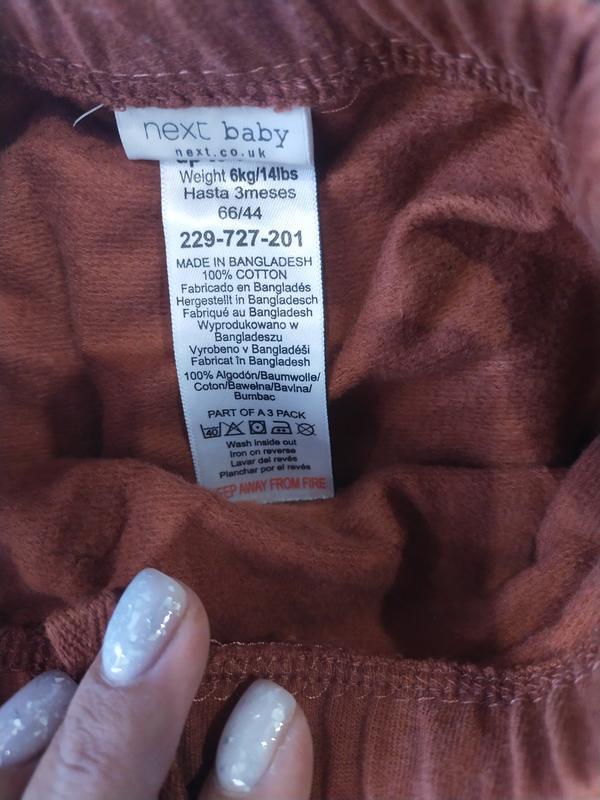 next baby
next.co.uk
Weight 6kg/14lbs
Hasta 3meses
66/44
229-727-201
MADE IN BANGLADESH
100% COTTON
Fabricado en Bangladés
Hergestellt in Bangladesch
Fabriqué au Bangladesh
Wyprodukowano w
Bangladeszu
Vyrobeno v Bangladéši
Fabricat în Bangladesh
100% Algodón/Baumwolle/
Coton/Bawełna/Bavlna/
Bumbac
PART OF A 3 PACK
40
Wash inside out
Iron on reverse
Lavar del revés
Planchar por el revés
EEP AWAY FROM FIRE